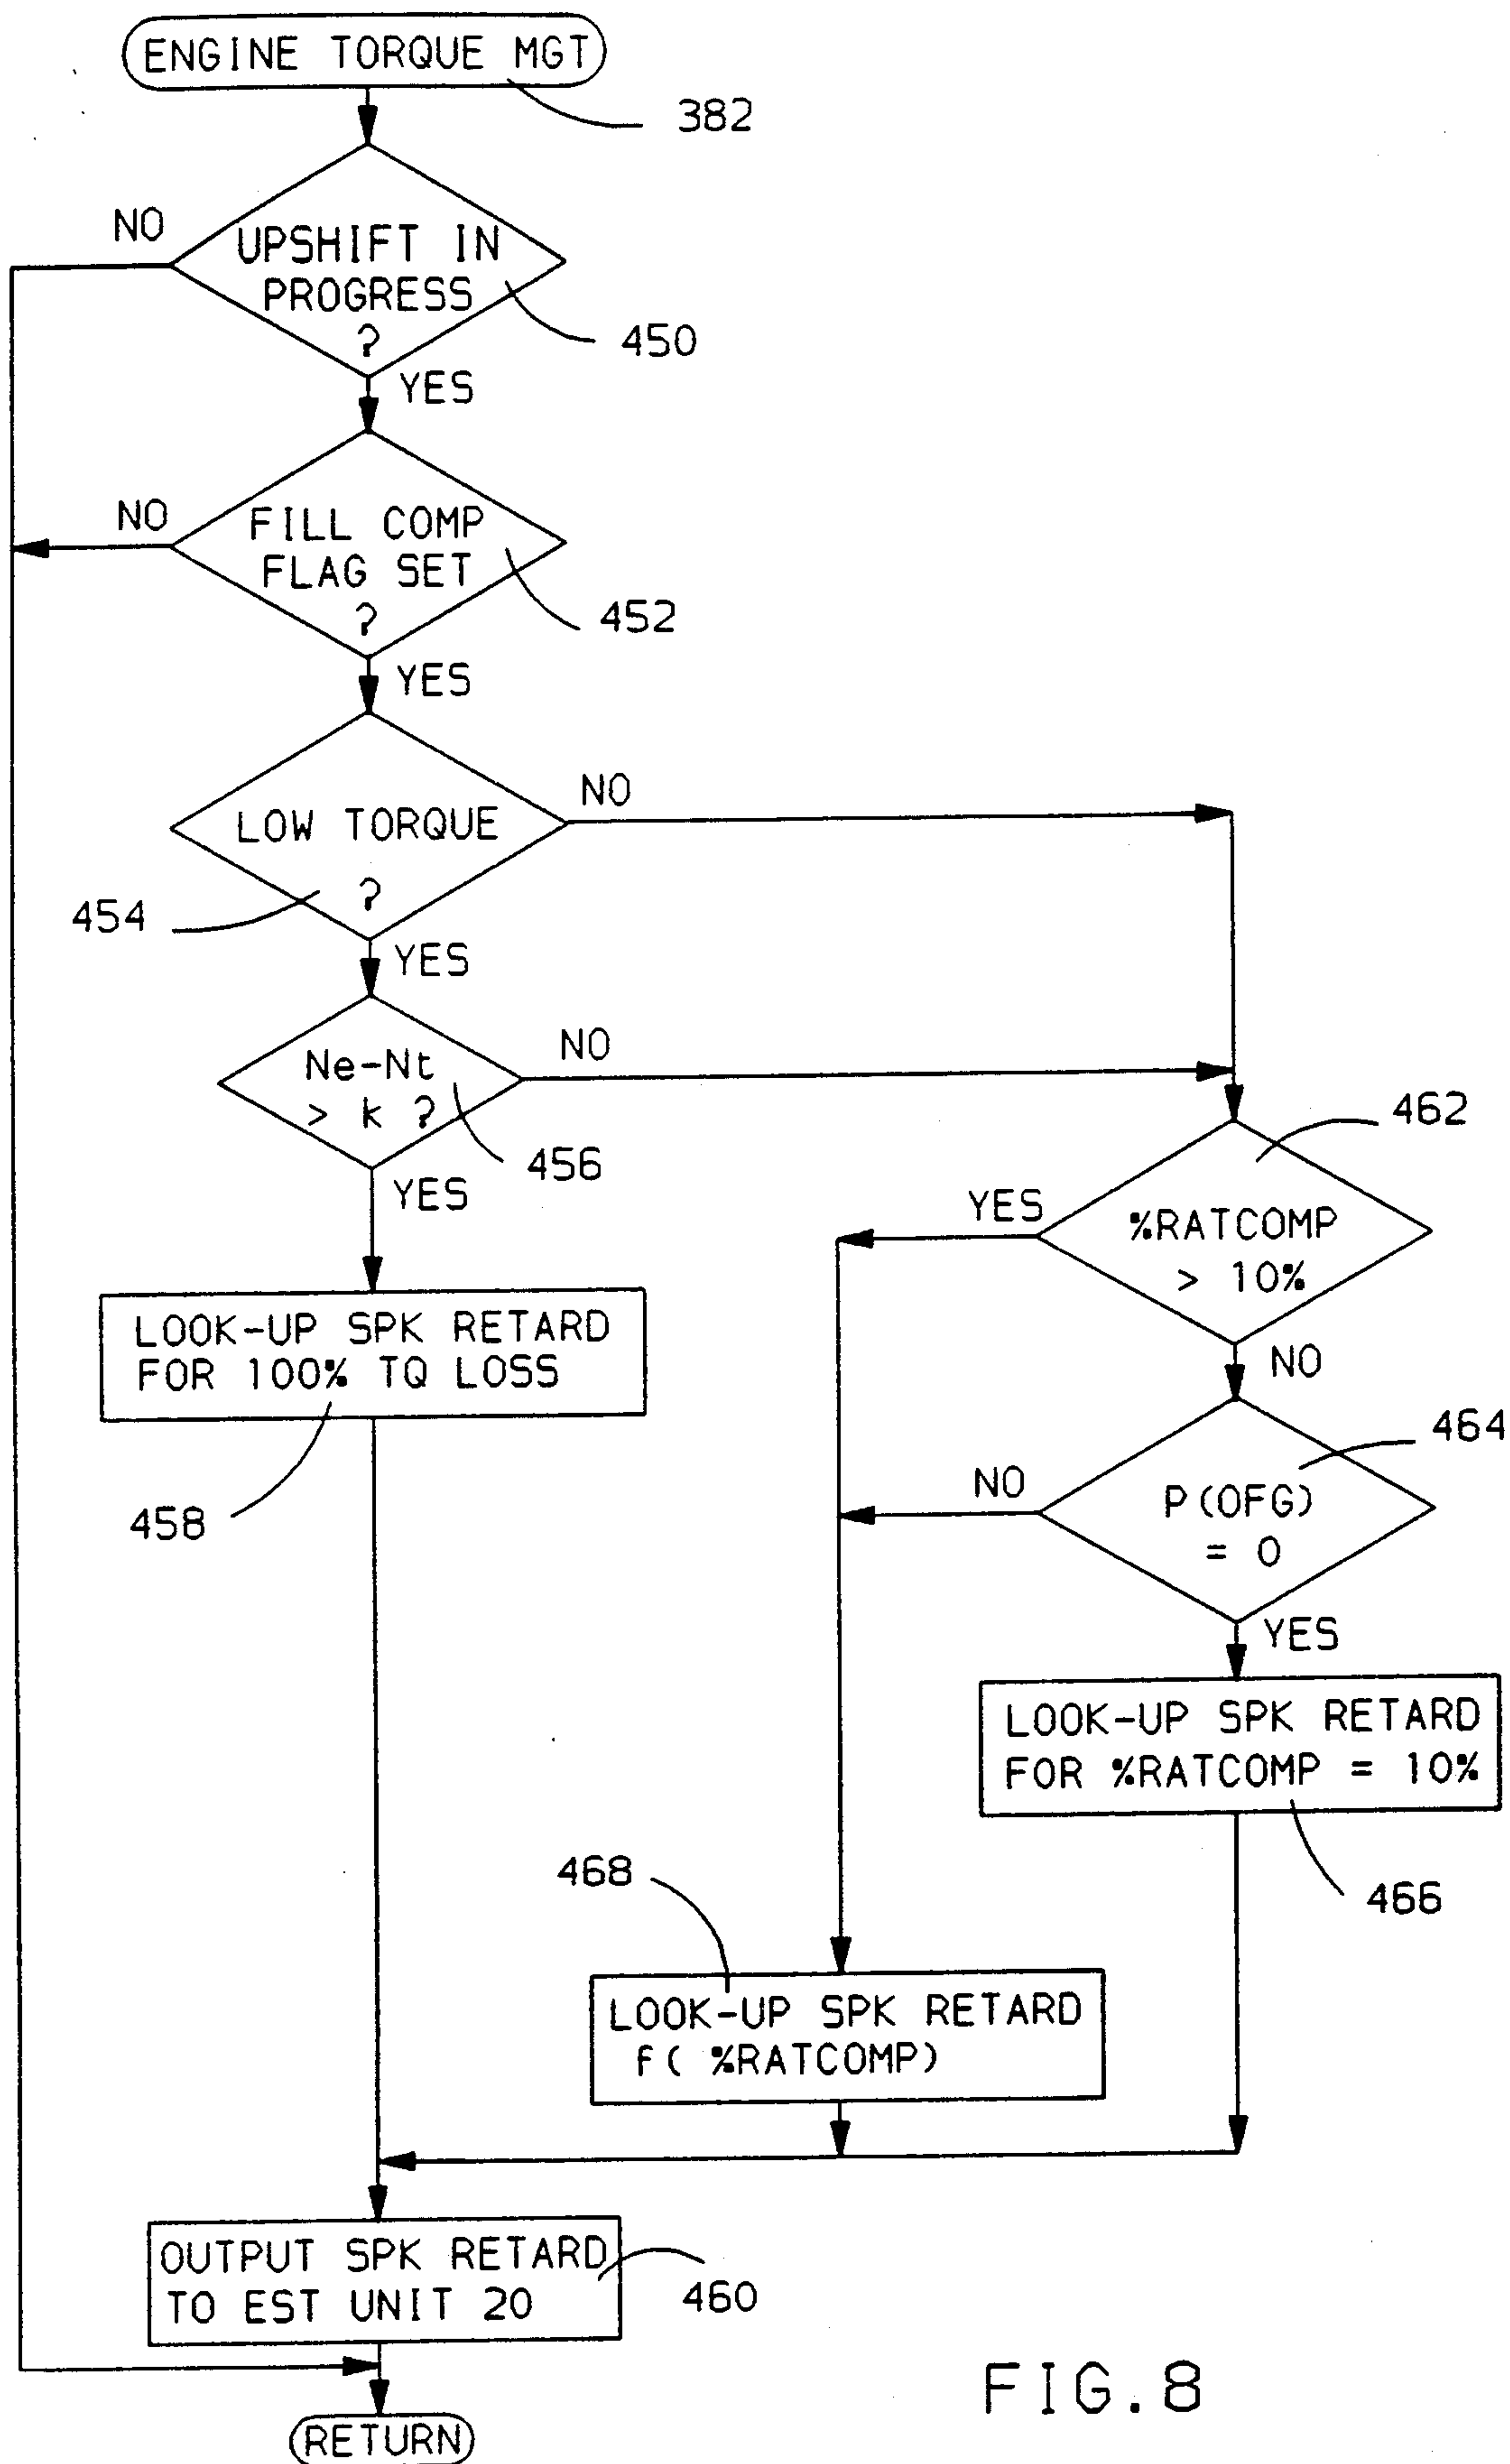 ENGINE TORQUE MGT
382
NO
UPSHIFT IN
PROGRESS
?
450
YES
NO
FILL COMP
FLAG SET
?
452
YES
NO
LOW TORQUE
?
454
YES
NO
Ne-Nt
> k ?
456
YES
462
YES
%RATCOMP
> 10%
NO
LOOK-UP SPK RETARD
FOR 100% TQ LOSS
458
464
NO
P(OFG)
= 0
YES
LOOK-UP SPK RETARD
FOR %RATCOMP = 10%
466
468
LOOK-UP SPK RETARD
f( %RATCOMP)
OUTPUT SPK RETARD
TO EST UNIT 20
460
FIG.8
RETURN